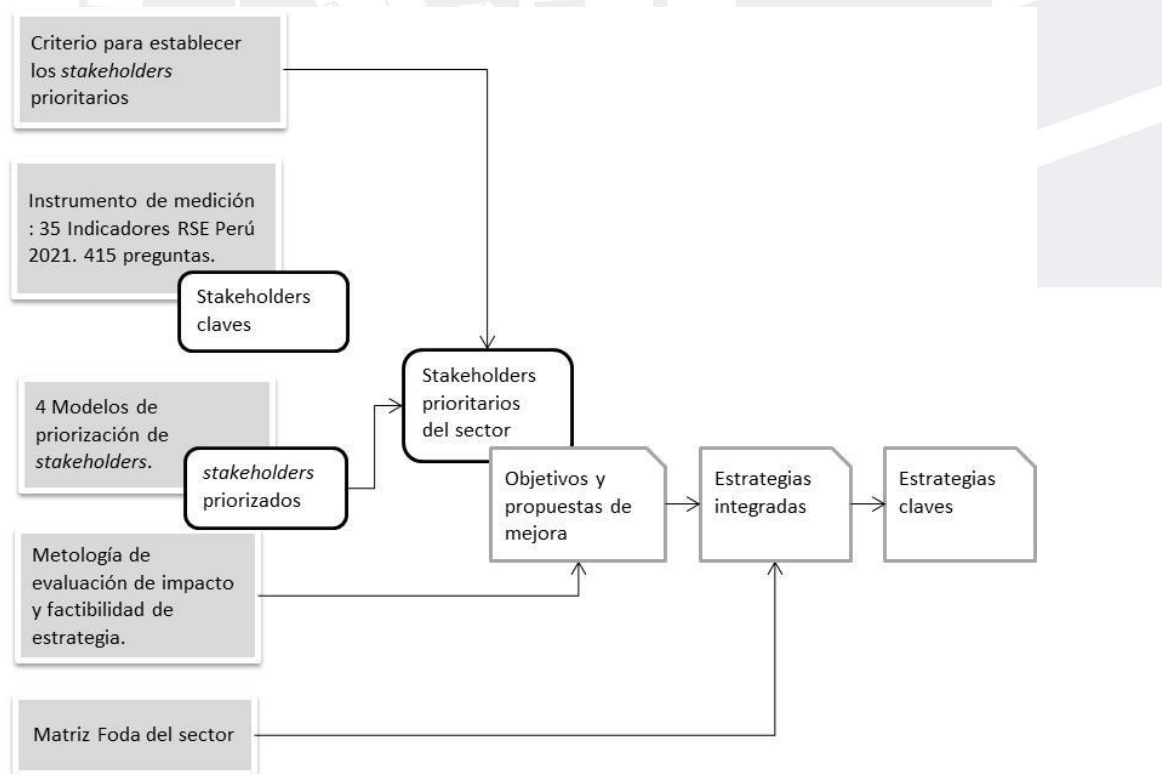 Criterio para establecer
los stakeholders
prioritarios
Instrumento de medición
: 35 Indicadores RSE Perú
2021. 415 preguntas.
Stakeholders
claves
4 Modelos de
priorización de
stakeholders.
stakeholders
priorizados
Stakeholders
prioritarios
del sector
Objetivos y
propuestas de
mejora
Estrategias
integradas
Estrategias
claves
Metología de
evaluación de impacto
y factibilidad de
estrategia.
Matriz Foda del sector